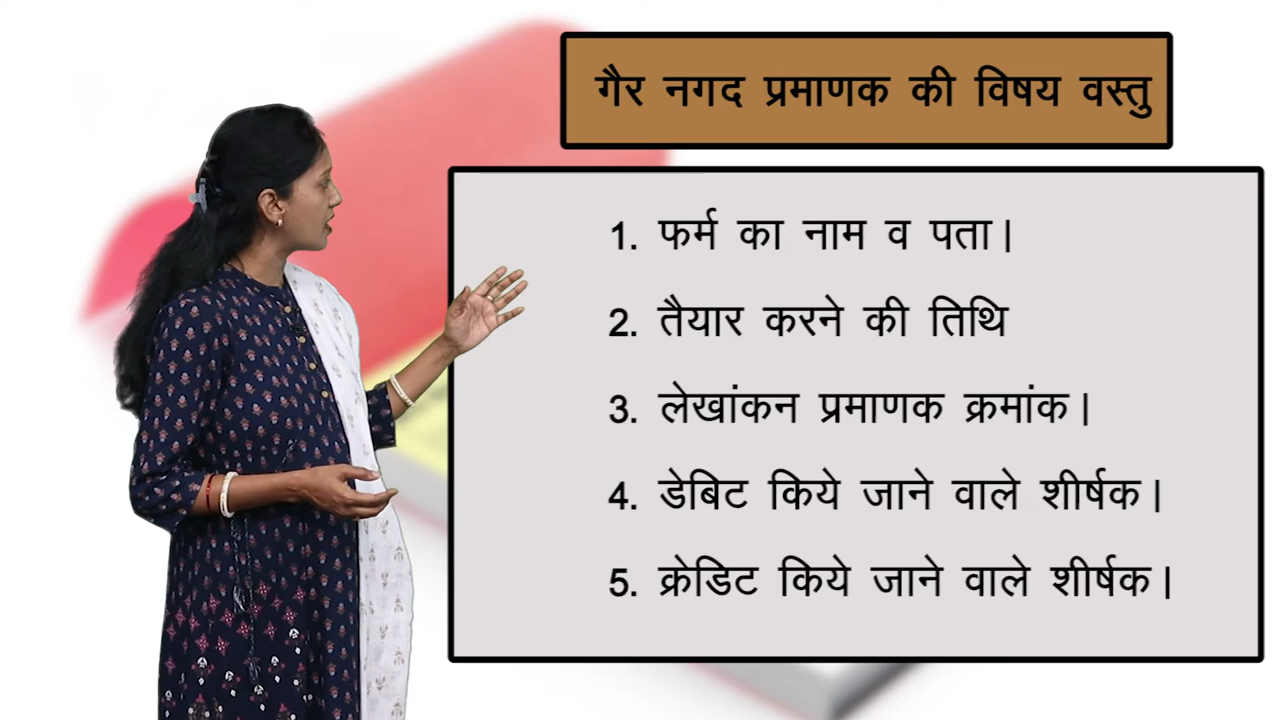 गैर नगद प्रमाणक की विषय वस्तु
1. फर्म का नाम व पता।
2. तैयार करने की तिथि
3. लेखांकन प्रमाणक क्रमांक।
4. डेबिट किये जाने वाले शीर्षक।
5. क्रेडिट किये जाने वाले शीर्षक।